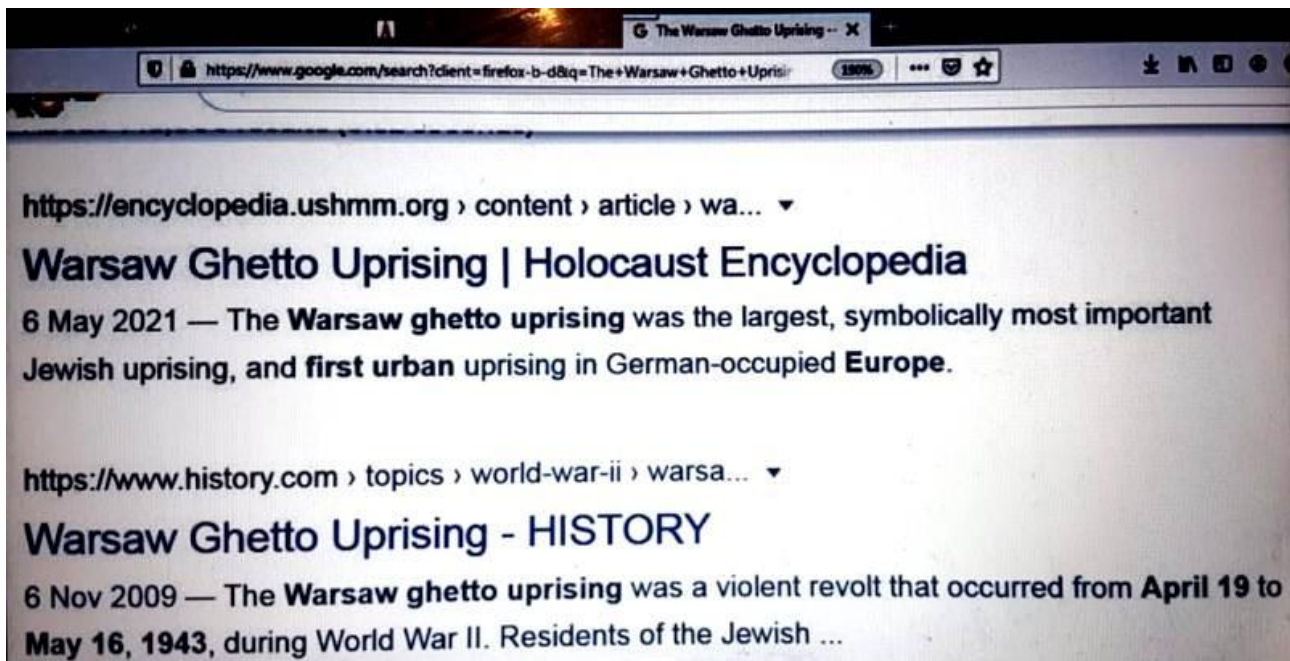 G The Warsaw Ghetto Uprising -- X
https://www.google.com/search?client=firefox-b-d&q=The+Warsaw+Ghetto+Uprisir
190%
https://encyclopedia.ushmm.org › content › article › wa...
Warsaw Ghetto Uprising | Holocaust Encyclopedia
6 May 2021 — The Warsaw ghetto uprising was the largest, symbolically most important
Jewish uprising, and first urban uprising in German-occupied Europe.
https://www.history.com › topics › world-war-ii › warsa...
Warsaw Ghetto Uprising - HISTORY
6 Nov 2009 — The Warsaw ghetto uprising was a violent revolt that occurred from April 19 to
May 16, 1943, during World War II. Residents of the Jewish ...